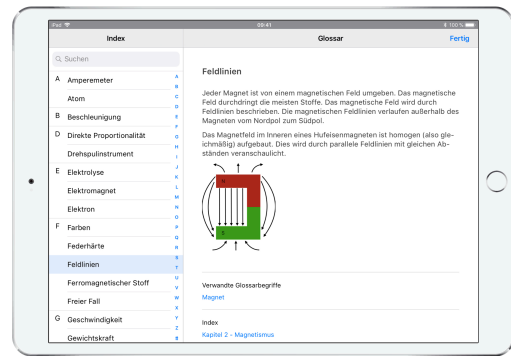 iPad
09:41
100 %
Index
Glossar
Fertig
Suchen
A Amperemeter
Atom
B Beschleunigung
D Direkte Proportionalität
Drehspulinstrument
E Elektrolyse
Elektromagnet
Elektron
F Farben
Federhärte
Feldlinien
Ferromagnetischer Stoff
Freier Fall
G Geschwindigkeit
Gewichtskraft
A
B
C
D
E
F
G
H
I
J
K
L
M
N
O
P
Q
R
S
T
U
V
W
X
Y
Z
#
Feldlinien
Jeder Magnet ist von einem magnetischen Feld umgeben. Das magnetische
Feld durchdringt die meisten Stoffe. Das magnetische Feld wird durch
Feldlinien beschrieben. Die magnetischen Feldlinien verlaufen außerhalb des
Magneten vom Nordpol zum Südpol.
Das Magnetfeld im Inneren eines Hufeisenmagneten ist homogen (also gle-
ichmäßig) aufgebaut. Dies wird durch parallele Feldlinien mit gleichen Ab-
ständen veranschaulicht.
N
S
Verwandte Glossarbegriffe
Magnet
Index
Kapitel 2 – Magnetismus